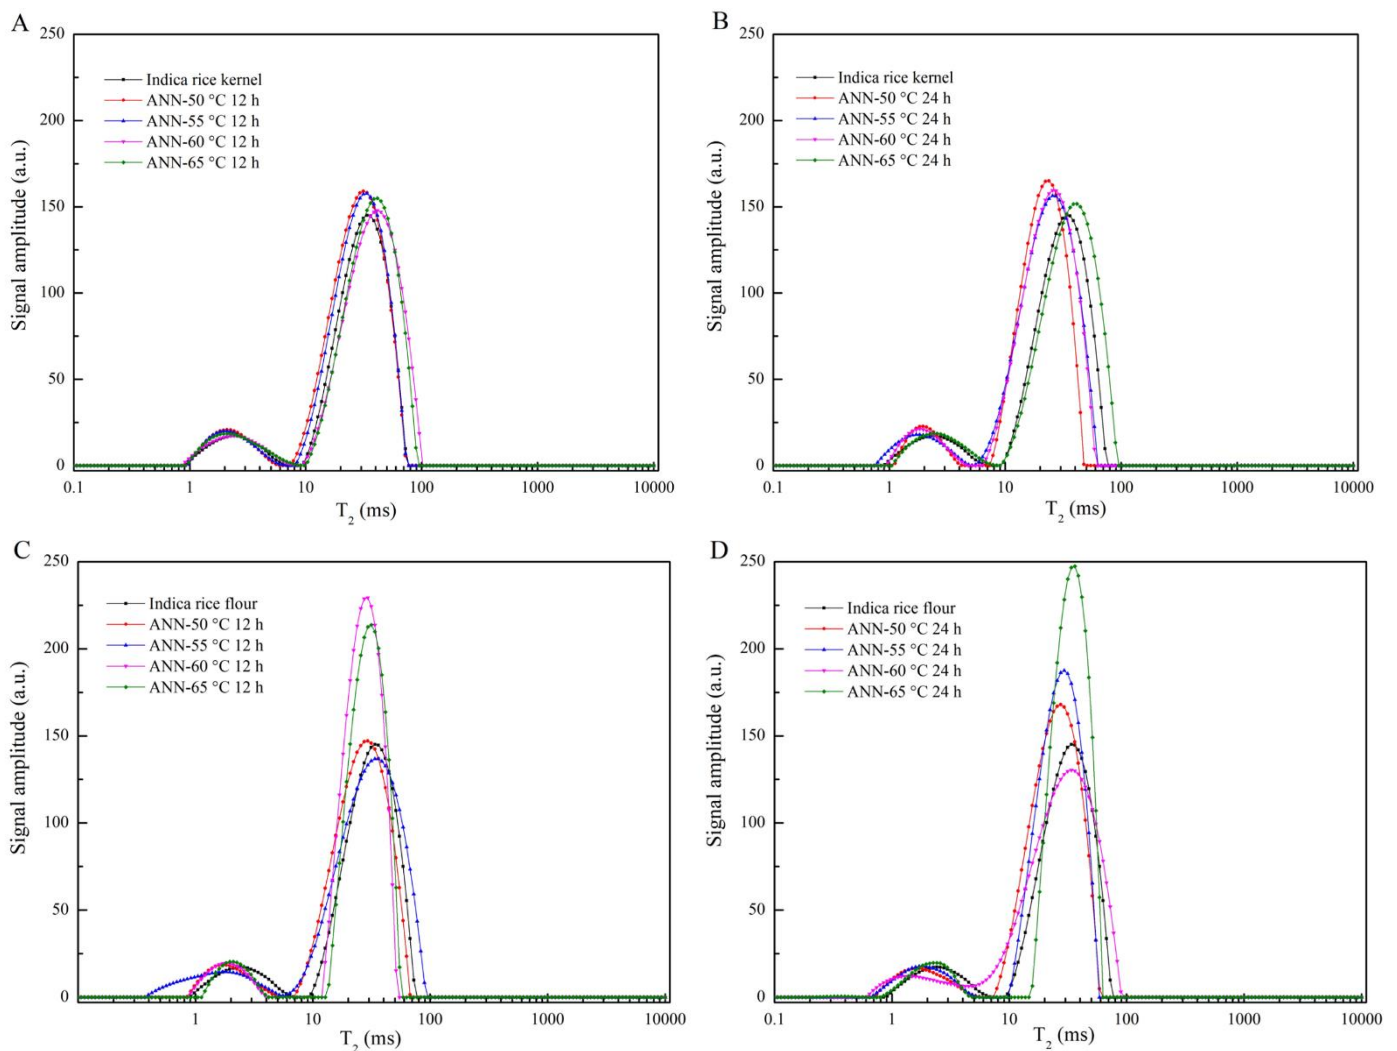 A
250
200
150
100
50
0
Signal amplitude (a.u.)
Indica rice kernel
ANN-50 °C 12 h
ANN-55 °C 12 h
ANN-60 °C 12 h
ANN-65 °C 12 h
0.1 1 10 100 1000 10000
T2 (ms)
B
250
200
150
100
50
0
Signal amplitude (a.u.)
Indica rice kernel
ANN-50 °C 24 h
ANN-55 °C 24 h
ANN-60 °C 24 h
ANN-65 °C 24 h
0.1 1 10 100 1000 10000
T2 (ms)
C
250
200
150
100
50
0
Signal amplitude (a.u.)
Indica rice flour
ANN-50 °C 12 h
ANN-55 °C 12 h
ANN-60 °C 12 h
ANN-65 °C 12 h
1 10 100 1000 10000
T2 (ms)
D
250
200
150
100
50
0
Signal amplitude (a.u.)
Indica rice flour
ANN-50 °C 24 h
ANN-55 °C 24 h
ANN-60 °C 24 h
ANN-65 °C 24 h
0.1 1 10 100 1000 10000
T2 (ms)